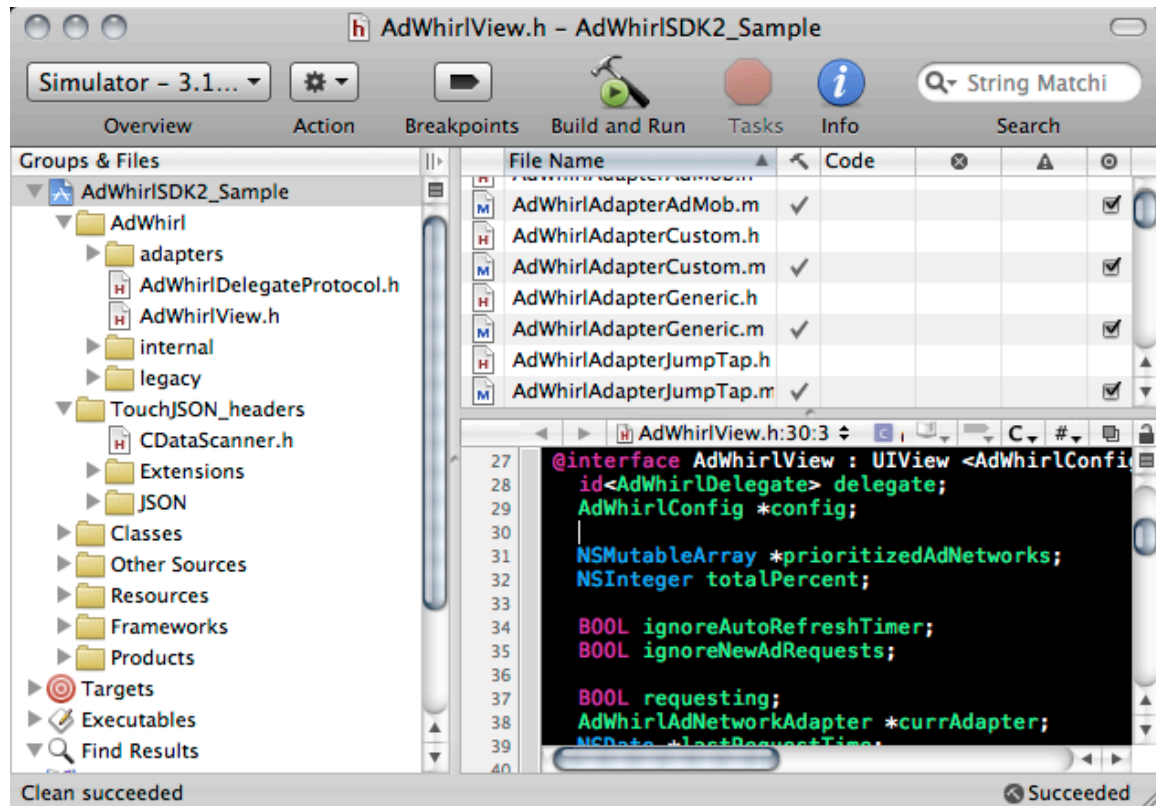 AdWhirlView.h – AdWhirlSDK2_Sample
Simulator – 3.1...
String Matchi
Overview
Action
Breakpoints
Build and Run
Tasks
Info
Search
Groups & Files
AdWhirlSDK2_Sample
AdWhirl
adapters
AdWhirlDelegateProtocol.h
AdWhirlView.h
internal
legacy
TouchJSON_headers
CDataScanner.h
Extensions
JSON
Classes
Other Sources
Resources
Frameworks
Products
Targets
Executables
Find Results
File Name
Code
AdWhirlAdapterAdMob.h
AdWhirlAdapterAdMob.m
AdWhirlAdapterCustom.h
AdWhirlAdapterCustom.m
AdWhirlAdapterGeneric.h
AdWhirlAdapterGeneric.m
AdWhirlAdapterJumpTap.h
AdWhirlAdapterJumpTap.m
AdWhirlView.h:30:3
C
#
27 @interface AdWhirlView : UIView <AdWhirlConfi
28 id<AdWhirlDelegate> delegate;
29 AdWhirlConfig *config;
30
31 NSMutableArray *prioritizedAdNetworks;
32 NSInteger totalPercent;
33
34 BOOL ignoreAutoRefreshTimer;
35 BOOL ignoreNewAdRequests;
36
37 BOOL requesting;
38 AdWhirlAdNetworkAdapter *currAdapter;
39 NSDate *lastRequestTime;
40
Clean succeeded
Succeeded